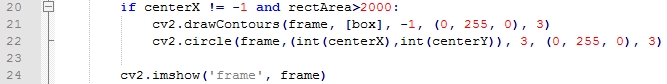 20 if centerX != -1 and rectArea>2000:
21 cv2.drawContours(frame, [box], -1, (0, 255, 0), 3)
22 cv2.circle(frame,(int(centerX),int(centerY)), 3, (0, 255, 0), 3)
23
24 cv2.imshow('frame', frame)